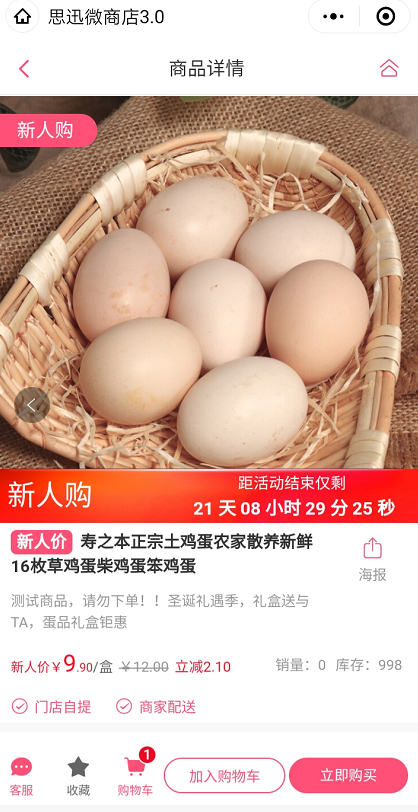 思迅微商店3.0
商品详情
新人购
新人购
距活动结束仅剩
21 天 08 小时 29 分 25 秒
新人价 寿之本正宗土鸡蛋农家散养新鲜
16枚草鸡蛋柴鸡蛋笨鸡蛋
海报
测试商品，请勿下单！！圣诞礼遇季，礼盒送与
TA，蛋品礼盒钜惠
新人价¥9.90/盒 ¥12.00 立减2.10 销量：0 库存：998
门店自提 商家配送
1
客服 收藏 购物车 加入购物车 立即购买